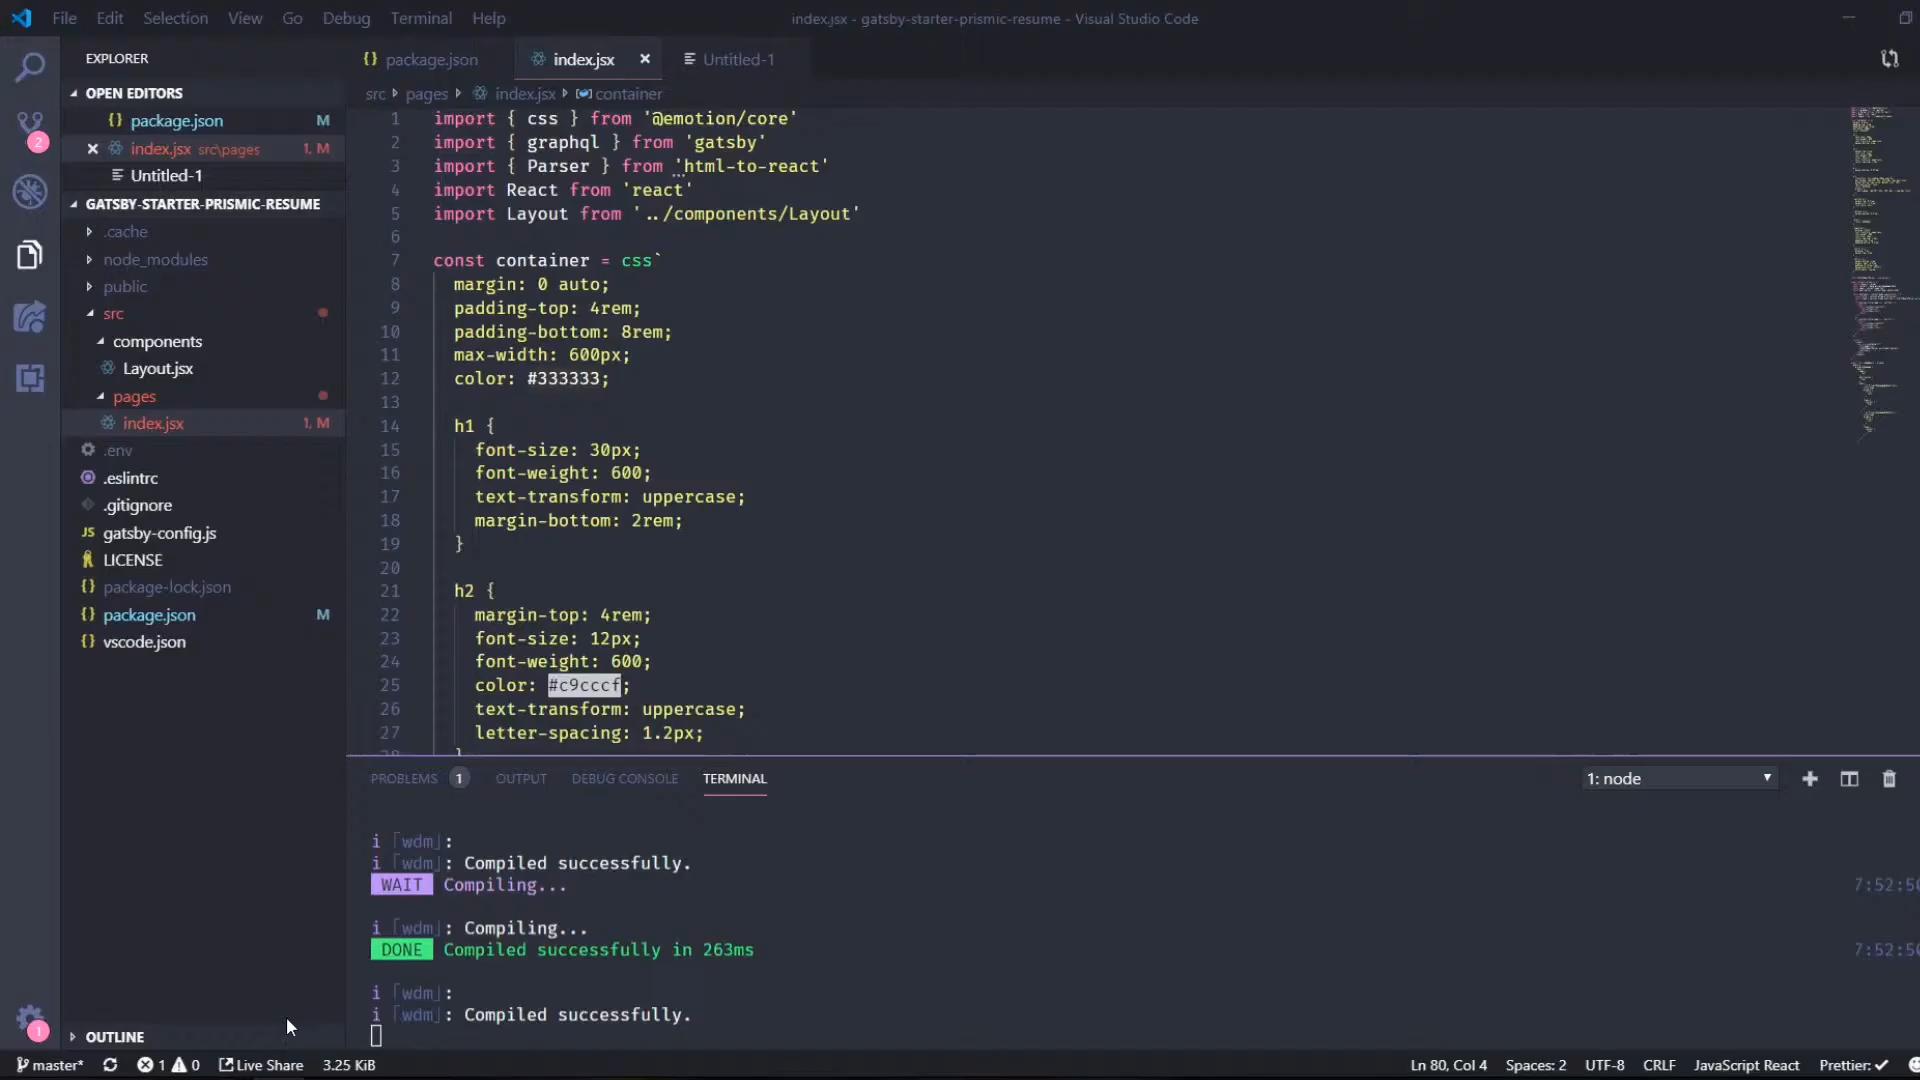 File Edit Selection View Go Debug Terminal Help
index.jsx - gatsby-starter-prismic-resume - Visual Studio Code
EXPLORER
OPEN EDITORS
{} package.json M
index.jsx src\pages 1, M
Untitled-1
GATSBY-STARTER-PRISMIC-RESUME
.cache
node_modules
public
src
components
Layout.jsx
pages
index.jsx 1, M
.env
.eslintrc
.gitignore
JS gatsby-config.js
LICENSE
{} package-lock.json
{} package.json M
{} vscode.json
OUTLINE
2
1
{} package.json
index.jsx
Untitled-1
src pages index.jsx container
1 import { css } from '@emotion/core'
2 import { graphql } from 'gatsby'
3 import { Parser } from 'html-to-react'
4 import React from 'react'
5 import Layout from '../components/Layout'
6
7 const container = css`
8 margin: 0 auto;
9 padding-top: 4rem;
10 padding-bottom: 8rem;
11 max-width: 600px;
12 color: #333333;
13
14 h1 {
15 font-size: 30px;
16 font-weight: 600;
17 text-transform: uppercase;
18 margin-bottom: 2rem;
19 }
20
21 h2 {
22 margin-top: 4rem;
23 font-size: 12px;
24 font-weight: 600;
25 color: #c9cccf;
26 text-transform: uppercase;
27 letter-spacing: 1.2px;
PROBLEMS 1 OUTPUT DEBUG CONSOLE TERMINAL
1: node
i ｢wdm｣:
i ｢wdm｣: Compiled successfully.
WAIT Compiling...
7:52:50
i ｢wdm｣: Compiling...
DONE Compiled successfully in 263ms
7:52:50
i ｢wdm｣:
i ｢wdm｣: Compiled successfully.
master* 1 0 Live Share 3.25 KiB
Ln 80, Col 4 Spaces: 2 UTF-8 CRLF JavaScript React Prettier: ✓